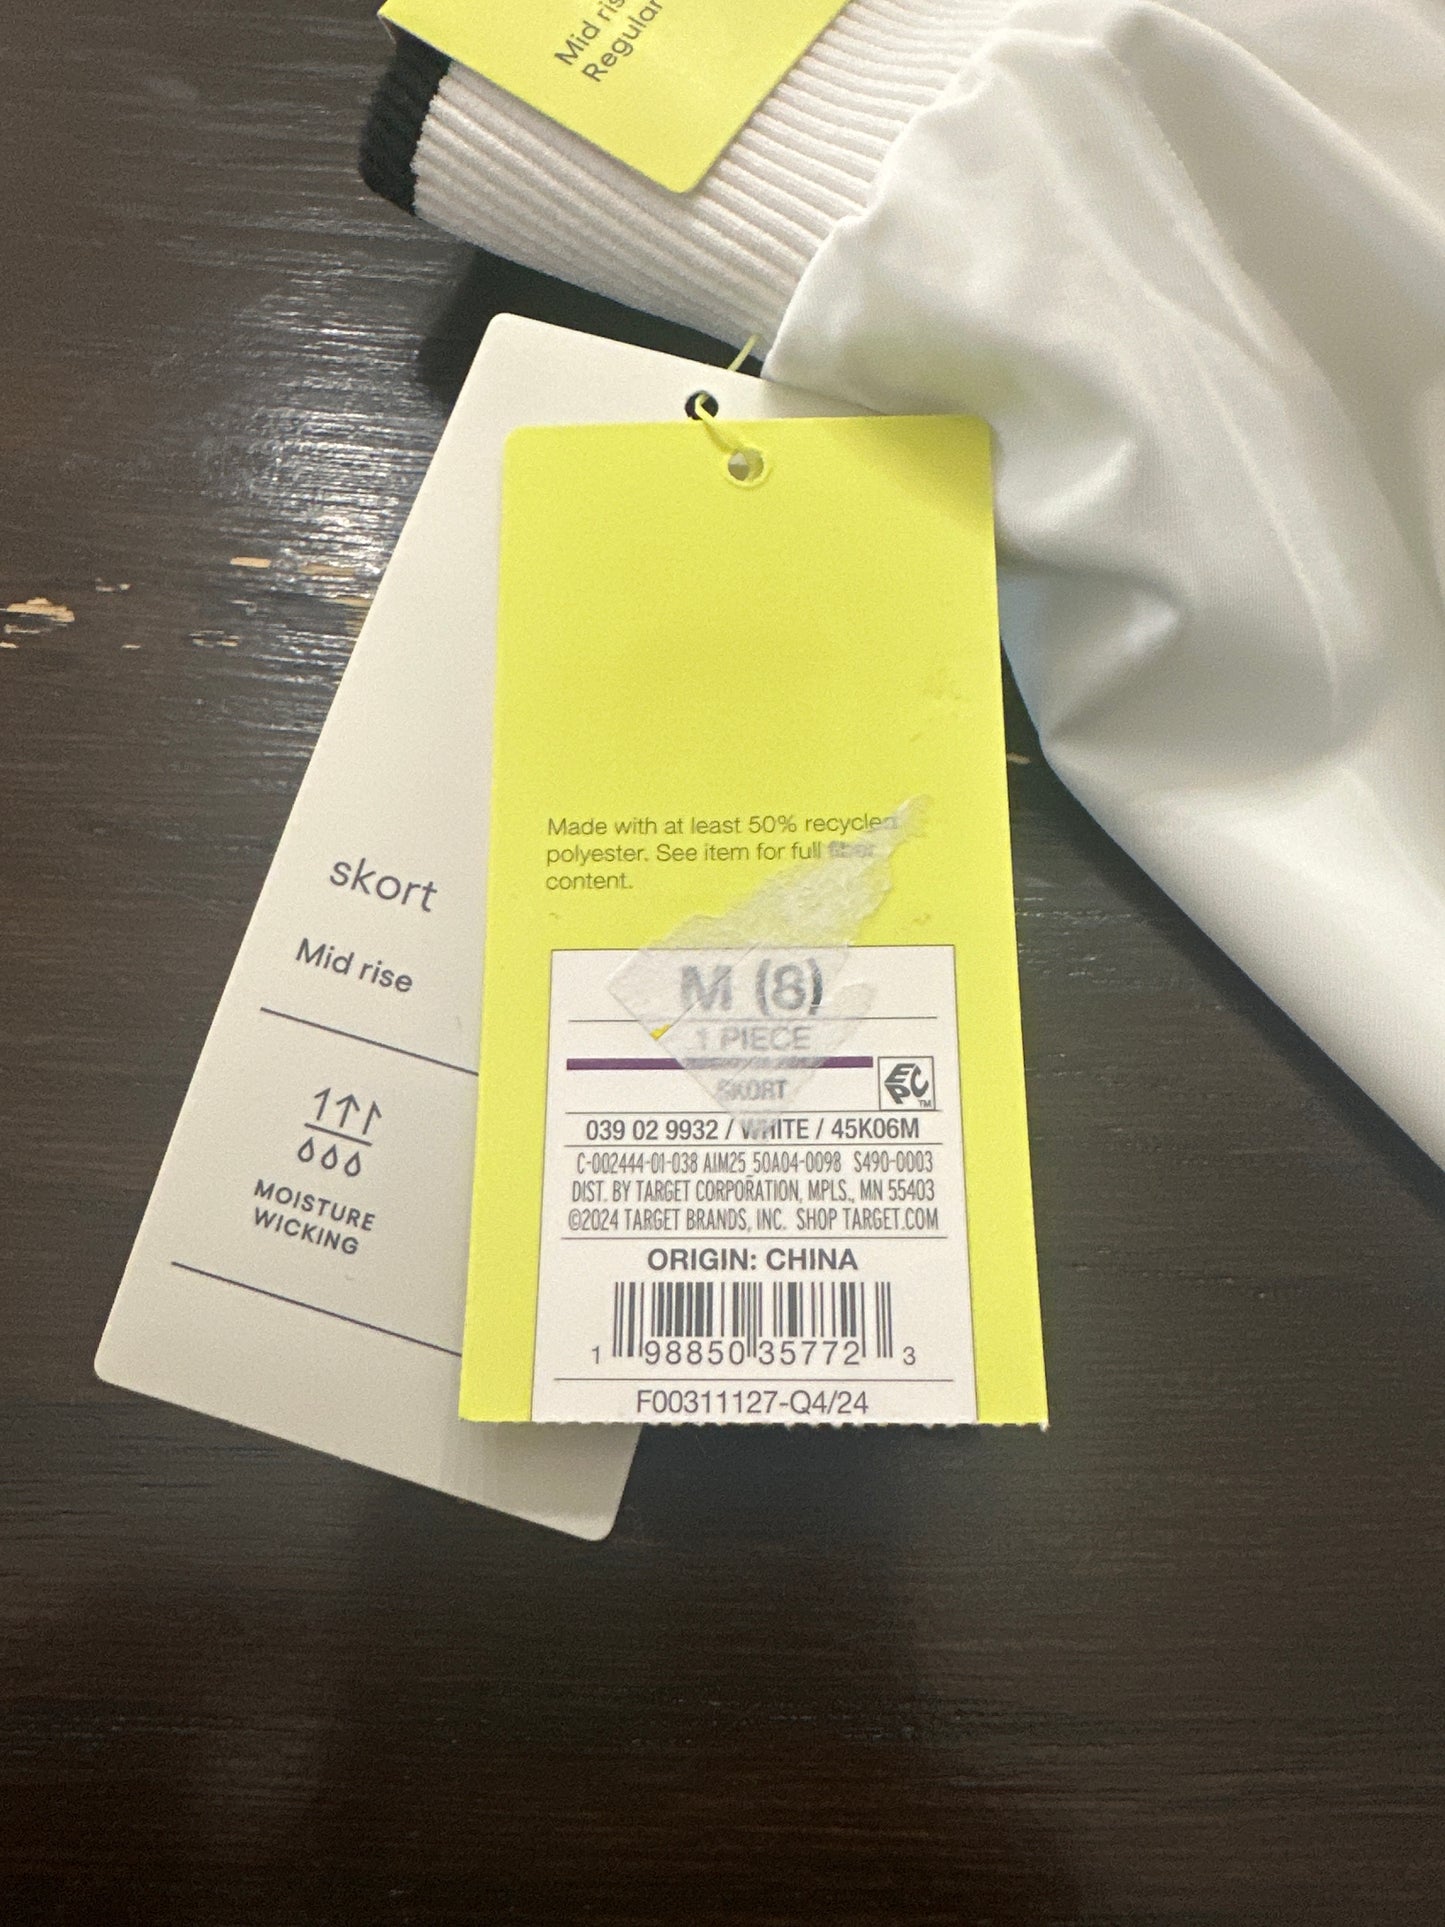 Mid ris
Regular
skort
Mid rise
MOISTURE
WICKING
Made with at least 50% recycled
polyester. See item for full fiber
content.
M (8)
1 PIECE
SKORT
EPC
TM
039 02 9932 / WHITE / 45K06M
C-002444-01-038 AIM25_50A04-0098 S490-0003
DIST. BY TARGET CORPORATION, MPLS., MN 55403
©2024 TARGET BRANDS, INC. SHOP TARGET.COM
ORIGIN: CHINA
1 98850 35772 3
F00311127-Q4/24